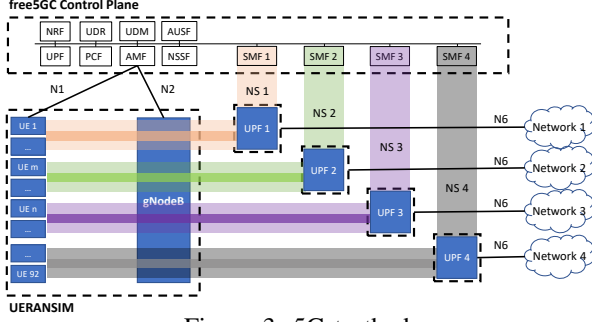 free5GC Control Plane
NRF UDR UDM AUSF
UPF PCF AMF NSSF SMF 1 SMF 2 SMF 3 SMF 4
N1 N2 NS 1
NS 2
NS 3
NS 4
UE 1 UPF 1 N6 Network 1
...
UE m UPF 2 N6 Network 2
...
gNodeB
UE n UPF 3 N6 Network 3
...
... UPF 4 N6 Network 4
UE 92
UERANSIM